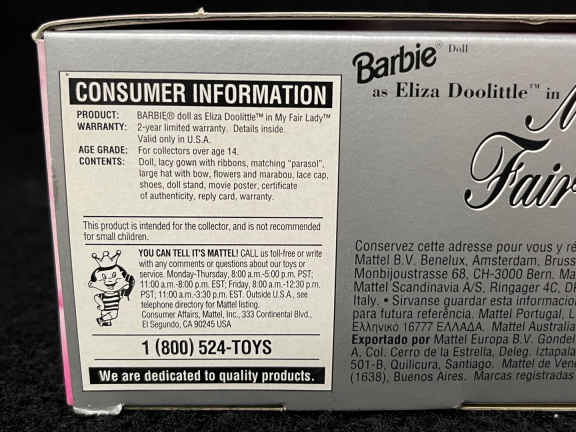 CONSUMER INFORMATION
PRODUCT: BARBIE® doll as Eliza Doolittle™ in My Fair Lady™
WARRANTY: 2-year limited warranty. Details inside.
Valid only in U.S.A.
AGE GRADE: For collectors over age 14.
CONTENTS: Doll, lacy gown with ribbons, matching "parasol",
large hat with bow, flowers and marabou, lace cap,
shoes, doll stand, movie poster, certificate
of authenticity, reply card, warranty.
This product is intended for the collector, and is not recommended
for small children.
YOU CAN TELL IT'S MATTEL! CALL us toll-free or write
with any comments or questions about our toys or
service. Monday-Thursday, 8:00 a.m.-5:00 p.m. PST;
11:00 a.m.-8:00 p.m. EST; Friday, 8:00 a.m.-12:30 p.m.
PST; 11:00 a.m.-3:30 p.m. EST. Outside U.S.A., see
telephone directory for Mattel listing.
Consumer Affairs, Mattel, Inc., 333 Continental Blvd.,
El Segundo, CA 90245 USA
1 (800) 524-TOYS
We are dedicated to quality products.
Barbie® Doll
as Eliza Doolittle™ in
Fair
Conservez cette adresse pour vous y
Mattel B.V. Benelux, Amsterdam,
Monbijoustrasse 68, CH-3000 Bern.
Mattel Scandinavia A/S, Ringager 4C,
Italy. • Sirvanse guardar esta
para futura referência. Mattel Portugal,
Ελληνικο 16777 ΕΛΛΑΔΑ. Mattel Australia
Exportado por Mattel Europa B.V.
A, Col. Cerro de la Estrella, Deleg.
501-B, Quilicura, Santiago. Mattel de
(1638), Buenos Aires. Marcas registradas